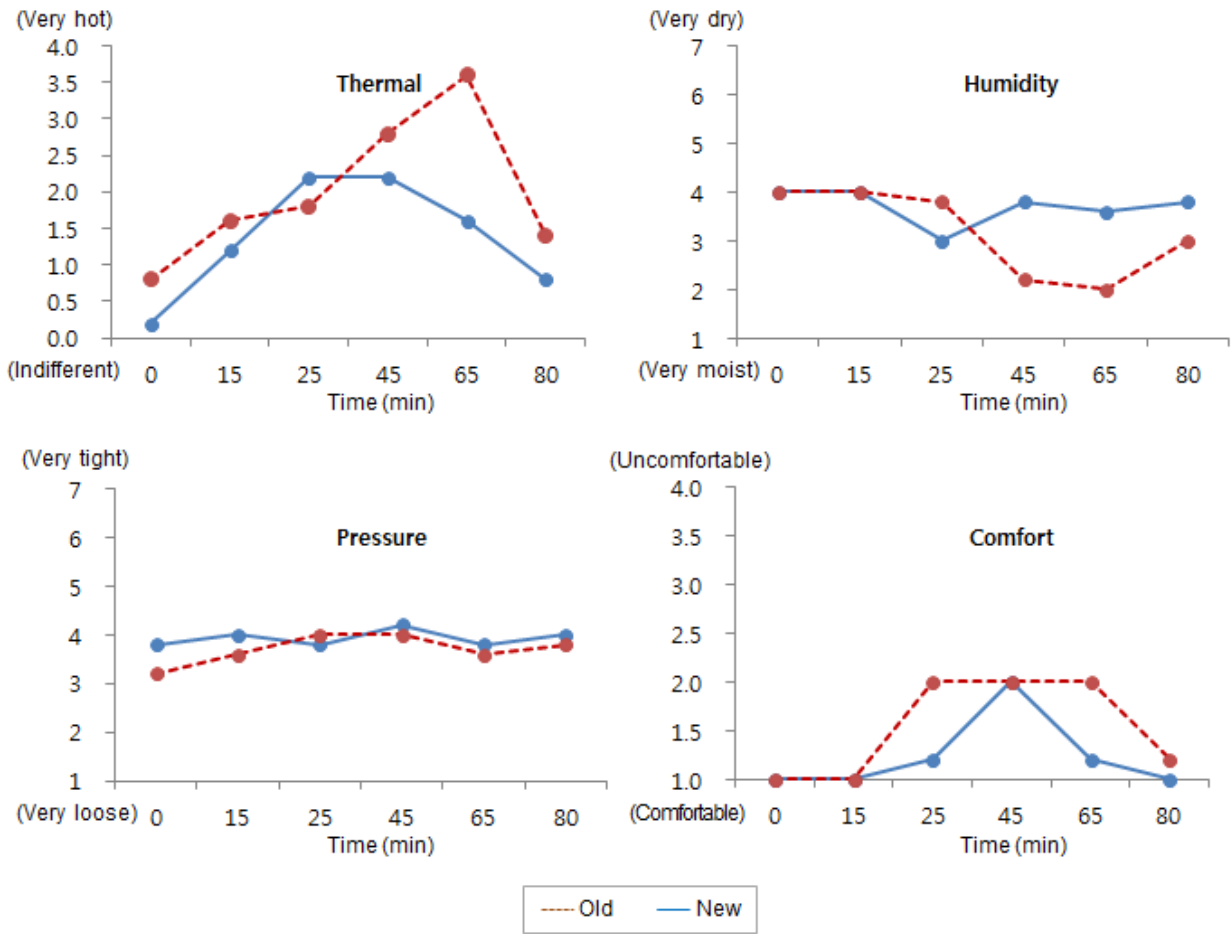 (Very hot)
4.0
3.5
3.0
2.5
2.0
1.5
1.0
0.5
0.0
(Indifferent)
Thermal
0 15 25 45 65 80
Time (min)
(Very dry)
7
6
5
4
3
2
1
(Very moist)
Humidity
0 15 25 45 65 80
Time (min)
(Very tight)
7
6
5
4
3
2
1
(Very loose)
Pressure
0 15 25 45 65 80
Time (min)
(Uncomfortable)
4.0
3.5
3.0
2.5
2.0
1.5
1.0
(Comfortable)
Comfort
0 15 25 45 65 80
Time (min)
Old New